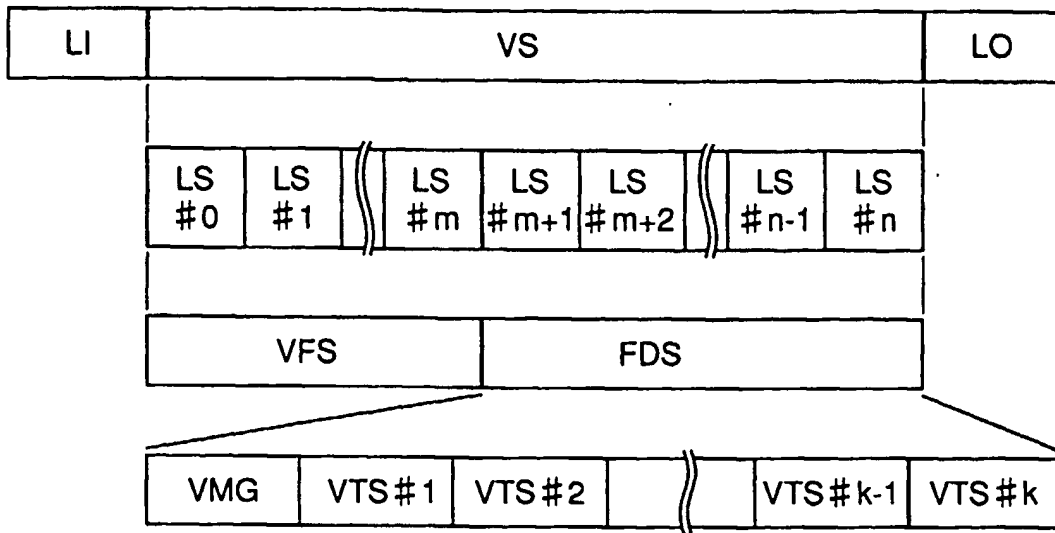 LI VS LO
LS LS LS LS LS LS LS
#0 #1 #m #m+1 #m+2 #n-1 #n
VFS FDS
VMG VTS#1 VTS#2 VTS#k-1 VTS#k